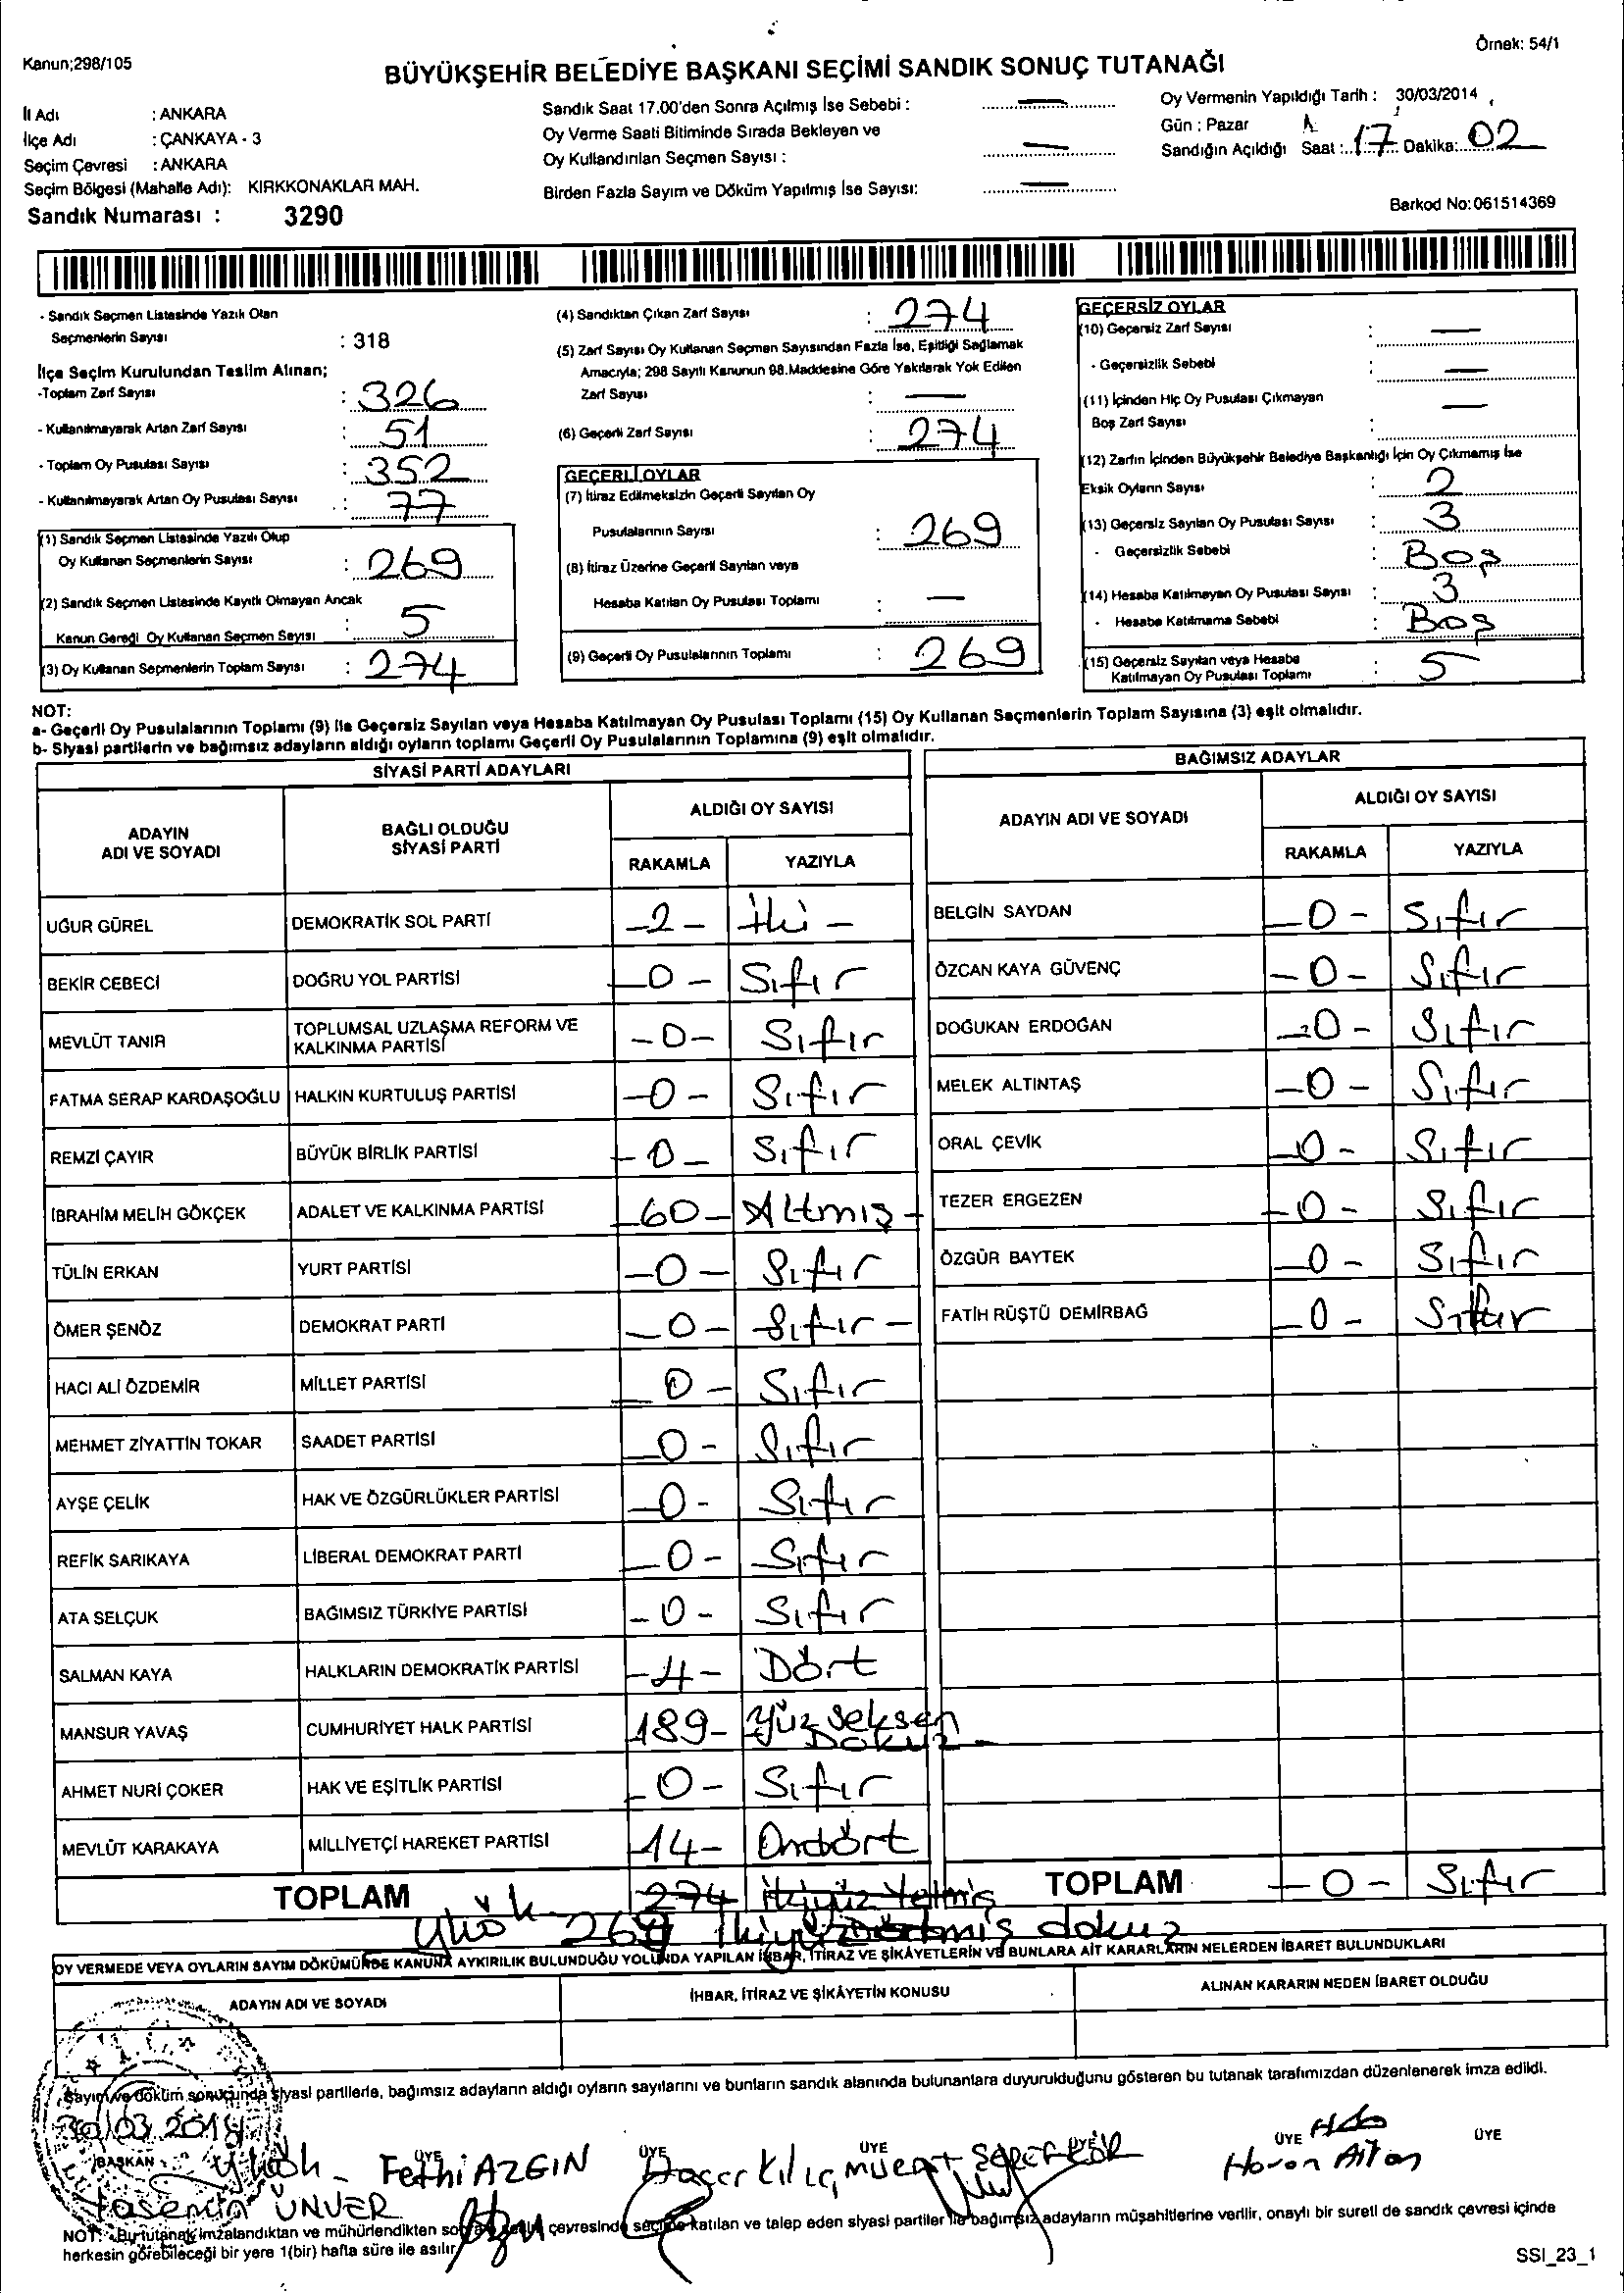 Örnek: 54/1
Kanun;298/105
BÜYÜKŞEHİR BELEDİYE BAŞKANI SEÇİMİ SANDIK SONUÇ TUTANAĞI
İl Adı : ANKARA
İlçe Adı : ÇANKAYA - 3
Seçim Çevresi : ANKARA
Seçim Bölgesi (Mahalle Adı): KIRKKONAKLAR MAH.
Sandık Numarası : 3290
Sandık Saat 17.00'den Sonra Açılmış İse Sebebi : —
Oy Verme Saati Bitiminde Sırada Bekleyen ve
Oy Kullandırılan Seçmen Sayısı : —
Birden Fazla Sayım ve Döküm Yapılmış İse Sayısı: —
Oy Vermenin Yapıldığı Tarih : 30/03/2014
Gün : Pazar
Sandığın Açıldığı Saat : 17 Dakika: 02
Barkod No:061514369
- Sandık Seçmen Listesinde Yazılı Olan
Seçmenlerin Sayısı : 318
İlçe Seçim Kurulundan Teslim Alınan;
-Toplam Zarf Sayısı : 326
- Kullanılmayarak Artan Zarf Sayısı : 51
- Toplam Oy Pusulası Sayısı : 352
- Kullanılmayarak Artan Oy Pusulası Sayısı : 77
(1) Sandık Seçmen Listesinde Yazılı Olup
Oy Kullanan Seçmenlerin Sayısı : 269
(2) Sandık Seçmen Listesinde Kayıtlı Olmayan Ancak
Kanun Gereği Oy Kullanan Seçmen Sayısı : 5
(3) Oy Kullanan Seçmenlerin Toplam Sayısı : 274
(4) Sandıktan Çıkan Zarf Sayısı : 274
(5) Zarf Sayısı Oy Kullanan Seçmen Sayısından Fazla İse, Eşitliği Sağlamak
Amacıyla; 298 Sayılı Kanunun 98.Maddesine Göre Yakılarak Yok Edilen
Zarf Sayısı : —
(6) Geçerli Zarf Sayısı : 274
GEÇERLİ OYLAR
(7) İtiraz Edilmeksizin Geçerli Sayılan Oy
Pusulalarının Sayısı : 269
(8) İtiraz Üzerine Geçerli Sayılan veya
Hesaba Katılan Oy Pusulası Toplamı : —
(9) Geçerli Oy Pusulalarının Toplamı : 269
GEÇERSİZ OYLAR
(10) Geçersiz Zarf Sayısı : —
- Geçersizlik Sebebi : —
(11) İçinden Hiç Oy Pusulası Çıkmayan
Boş Zarf Sayısı : —
(12) Zarfın İçinden Büyükşehir Belediye Başkanlığı İçin Oy Çıkmamış İse
Eksik Oyların Sayısı : 2
(13) Geçersiz Sayılan Oy Pusulası Sayısı : 3
- Geçersizlik Sebebi : Boş
(14) Hesaba Katılmayan Oy Pusulası Sayısı : 3
- Hesaba Katılmama Sebebi : Boş
(15) Geçersiz Sayılan veya Hesaba
Katılmayan Oy Pusulası Toplamı : 5
NOT:
a- Geçerli Oy Pusulalarının Toplamı (9) ile Geçersiz Sayılan veya Hesaba Katılmayan Oy Pusulası Toplamı (15) Oy Kullanan Seçmenlerin Toplam Sayısına (3) eşit olmalıdır.
b- Siyasi partilerin ve bağımsız adayların aldığı oyların toplamı Geçerli Oy Pusulalarının Toplamına (9) eşit olmalıdır.
SİYASİ PARTİ ADAYLARI
ADAYIN ADI VE SOYADI
BAĞLI OLDUĞU SİYASİ PARTİ
ALDIĞI OY SAYISI
RAKAMLA YAZIYLA
UĞUR GÜREL DEMOKRATİK SOL PARTİ -2- İki -
BEKİR CEBECİ DOĞRU YOL PARTİSİ -0- Sıfır
MEVLÜT TANIR TOPLUMSAL UZLAŞMA REFORM VE KALKINMA PARTİSİ -0- Sıfır
FATMA SERAP KARDAŞOĞLU HALKIN KURTULUŞ PARTİSİ -0- Sıfır
REMZİ ÇAYIR BÜYÜK BİRLİK PARTİSİ -0- Sıfır
İBRAHİM MELİH GÖKÇEK ADALET VE KALKINMA PARTİSİ -60- Altmış -
TÜLİN ERKAN YURT PARTİSİ -0- Sıfır
ÖMER ŞENÖZ DEMOKRAT PARTİ -0- Sıfır -
HACI ALİ ÖZDEMİR MİLLET PARTİSİ -0- Sıfır
MEHMET ZİYATTİN TOKAR SAADET PARTİSİ -0- Sıfır
AYŞE ÇELİK HAK VE ÖZGÜRLÜKLER PARTİSİ -0- Sıfır
REFİK SARIKAYA LİBERAL DEMOKRAT PARTİ -0- Sıfır
ATA SELÇUK BAĞIMSIZ TÜRKİYE PARTİSİ -0- Sıfır
SALMAN KAYA HALKLARIN DEMOKRATİK PARTİSİ -4- Dört
MANSUR YAVAŞ CUMHURİYET HALK PARTİSİ 189- Yüz seksen Dokuz -
AHMET NURİ ÇOKER HAK VE EŞİTLİK PARTİSİ -0- Sıfır
MEVLÜT KARAKAYA MİLLİYETÇİ HAREKET PARTİSİ 14- Ondört
TOPLAM 274 İkiyüz Yetmiş
269 dokuz
BAĞIMSIZ ADAYLAR
ADAYIN ADI VE SOYADI
ALDIĞI OY SAYISI
RAKAMLA YAZIYLA
BELGİN SAYDAN -0- Sıfır
ÖZCAN KAYA GÜVENÇ -0- Sıfır
DOĞUKAN ERDOĞAN -0- Sıfır
MELEK ALTINTAŞ -0- Sıfır
ORAL ÇEVİK -0- Sıfır
TEZER ERGEZEN -0- Sıfır
ÖZGÜR BAYTEK -0- Sıfır
FATİH RÜŞTÜ DEMİRBAĞ -0- Sıfır
TOPLAM -0- Sıfır
OY VERMEDE VEYA OYLARIN SAYIM DÖKÜMÜNDE KANUNA AYKIRILIK BULUNDUĞU YOLUNDA YAPILAN İHBAR, İTİRAZ VE ŞİKÂYETLERİN VE BUNLARA AİT KARARLARIN NELERDEN İBARET BULUNDUKLARI
ADAYIN ADI VE SOYADI İHBAR, İTİRAZ VE ŞİKÂYETİN KONUSU ALINAN KARARIN NEDEN İBARET OLDUĞU
Sayım ve döküm sonucunda siyasi partilerle, bağımsız adayların aldığı oyların sayılarını ve bunların sandık alanında bulunanlara duyurukduğunu gösteren bu tutanak tarafımızdan düzenlenerek imza edildi.
30/03/2014
BAŞKAN ÜYE ÜYE ÜYE ÜYE ÜYE ÜYE
Yasemin ÜNVER
Fethi AZGIN
Haçer Kılıç
NOT: Bu tutanak imzalandıktan ve mühürlendikten sonra çevresinde seçime katılan ve talep eden siyasi partiler ile bağımsız adayların müşahitlerine verilir, onaylı bir sureti de sandık çevresi içinde
herkesin görebileceği bir yere 1(bir) hafta süre ile asılır.
SSI_23_1